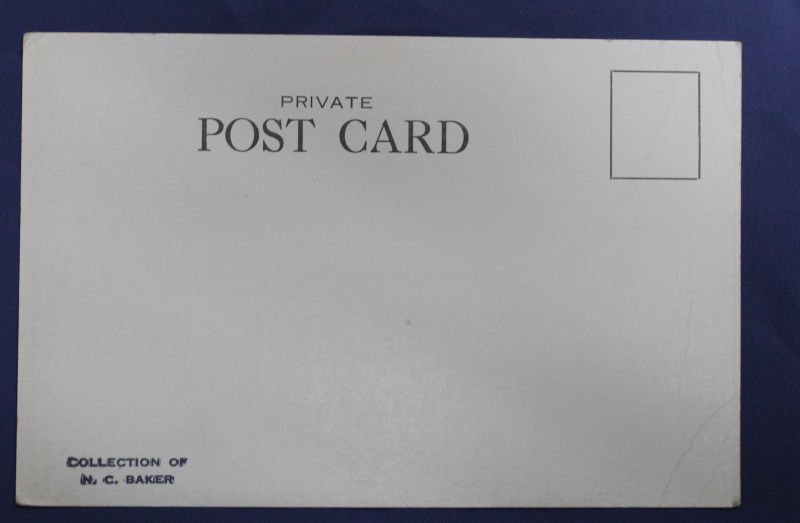 PRIVATE
POST CARD
COLLECTION OF
N. C. BAKER